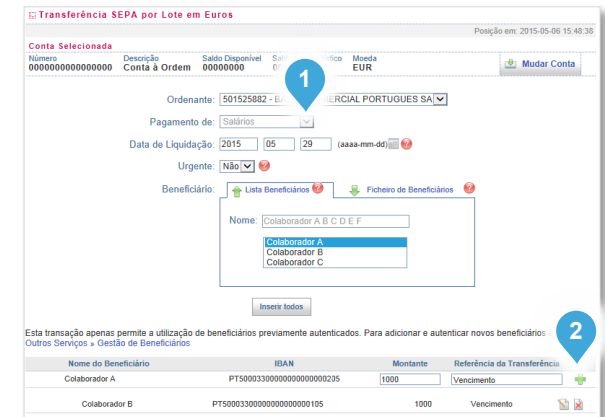 Transferência SEPA por Lote em Euros
Posição em: 2015-05-06 15:48:38
Conta Selecionada
Número Descrição Saldo Disponível Moeda
0000000000000000 Conta à Ordem 00000000 EUR
Mudar Conta
1
Ordenante: 501525882 - COMERCIAL PORTUGUES SA
Pagamento de: Salários
Data de Liquidação: 2015 05 29 (aaaa-mm-dd) ?
Urgente: Não ?
Beneficiário: Lista Beneficiários ? Ficheiro de Beneficiários ?
Nome: Colaborador A B C D E F
Colaborador A
Colaborador B
Colaborador C
Inserir todos
2
Esta transação apenas permite a utilização de beneficiários previamente autenticados. Para adicionar e autenticar novos beneficiários
Outros Serviços » Gestão de Beneficiários
Nome do Beneficiário IBAN Montante Referência da Transferência
Colaborador A 1000 Vencimento
Colaborador B 1000 Vencimento